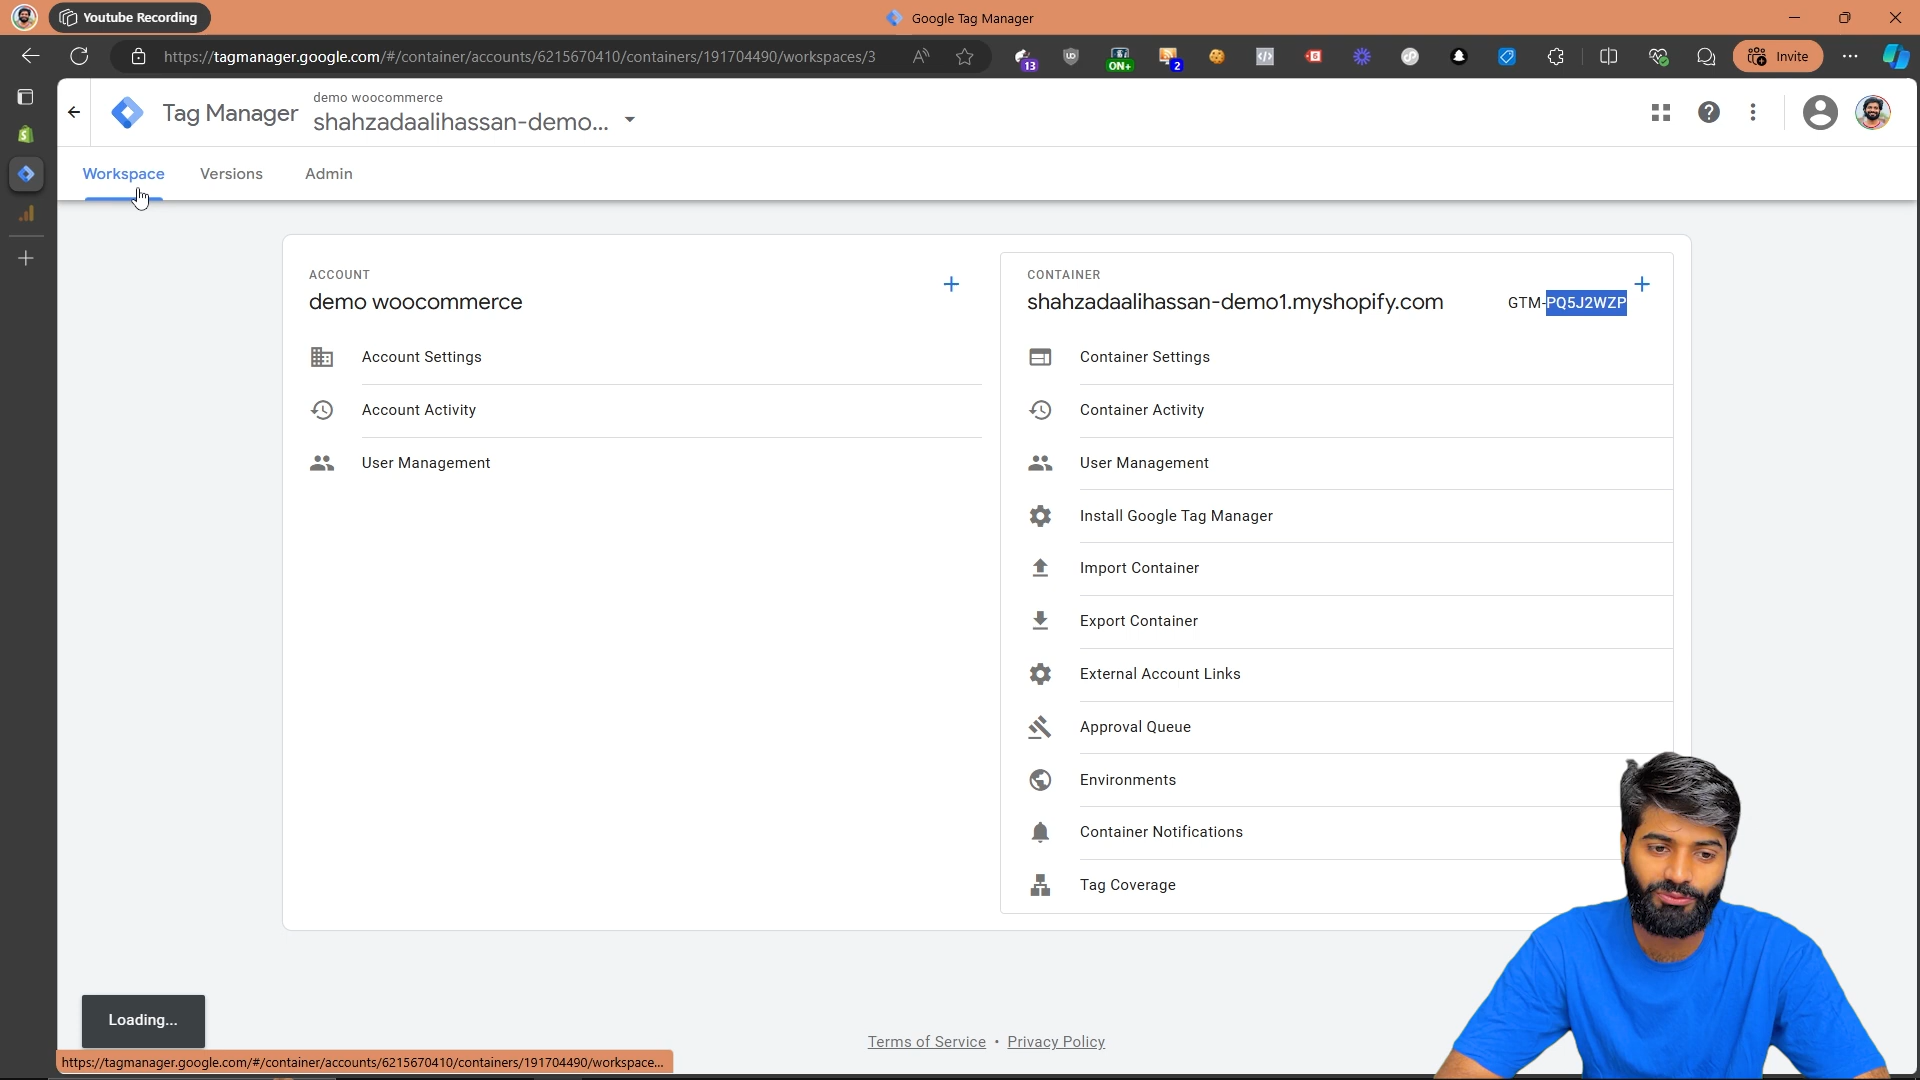 Youtube Recording
Google Tag Manager
https://tagmanager.google.com/#/container/accounts/6215670410/containers/191704490/workspaces/3
13
ON+
2
Invite
Tag Manager
demo woocommerce
shahzadaalihassan-demo...
Workspace
Versions
Admin
ACCOUNT
demo woocommerce
Account Settings
Account Activity
User Management
CONTAINER
shahzadaalihassan-demo1.myshopify.com
GTM-PQ5J2WZP
Container Settings
Container Activity
User Management
Install Google Tag Manager
Import Container
Export Container
External Account Links
Approval Queue
Environments
Container Notifications
Tag Coverage
Loading...
Terms of Service • Privacy Policy
https://tagmanager.google.com/#/container/accounts/6215670410/containers/191704490/workspace...